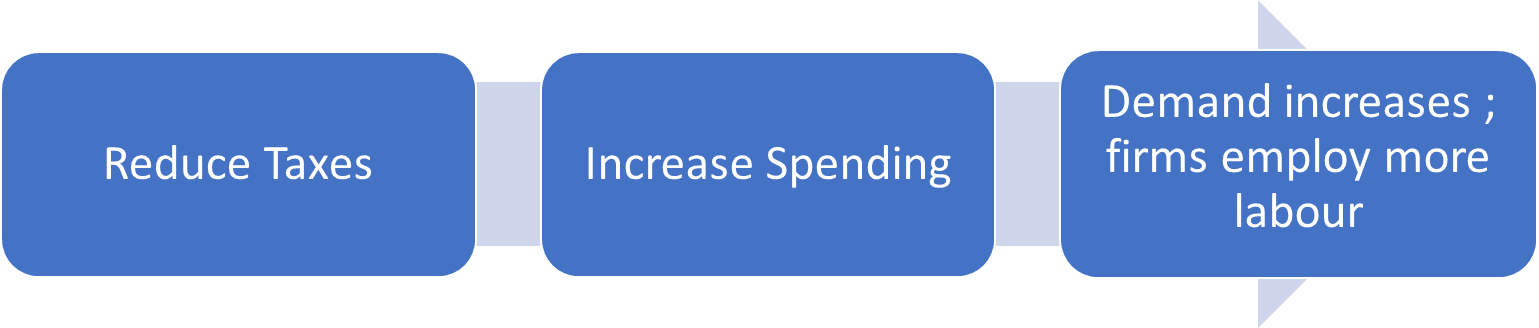 Reduce Taxes
Increase Spending
Demand increases ;
firms employ more
labour